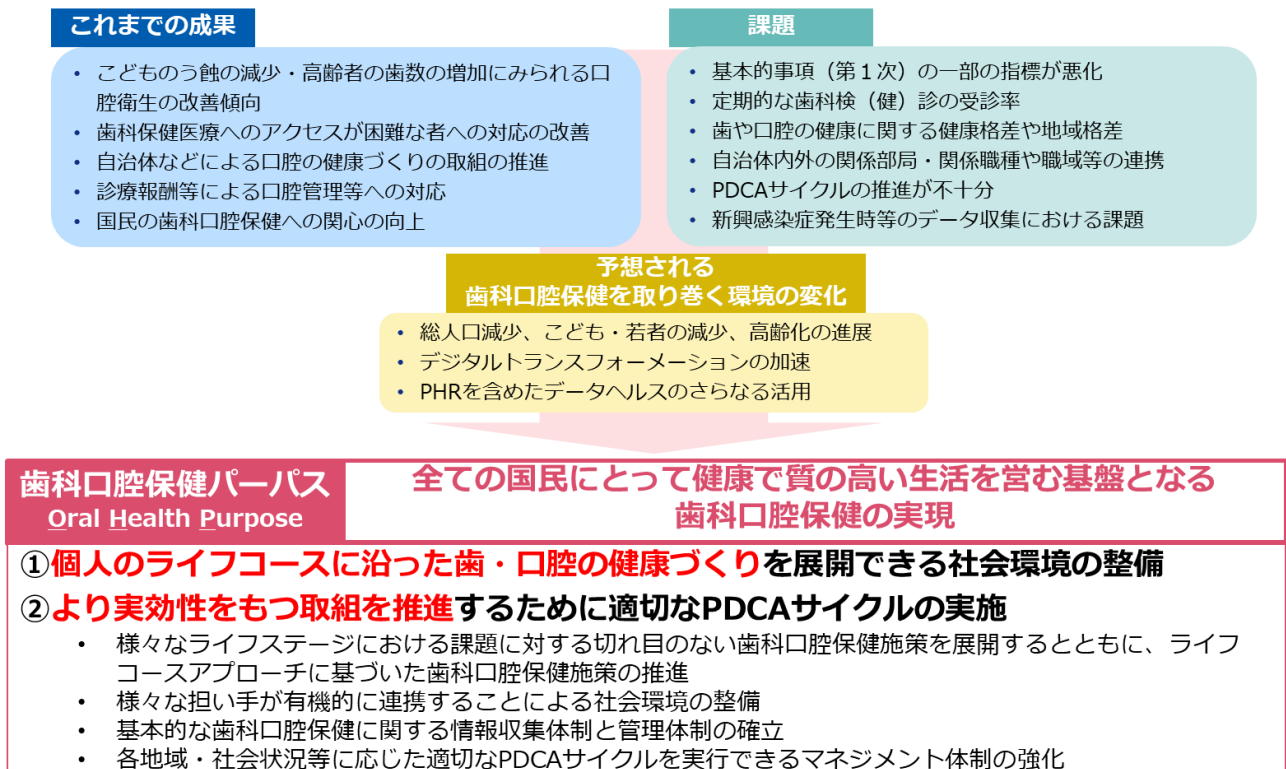 これまでの成果
• こどものう蝕の減少・高齢者の歯数の増加にみられる口
腔衛生の改善傾向
• 歯科保健医療へのアクセスが困難な者への対応の改善
• 自治体などによる口腔の健康づくりの取組の推進
• 診療報酬等による口腔管理等への対応
• 国民の歯科口腔保健への関心の向上
課題
• 基本的事項（第１次）の一部の指標が悪化
• 定期的な歯科検（健）診の受診率
• 歯や口腔の健康に関する健康格差や地域格差
• 自治体内外の関係部局・関係職種や職域等の連携
• PDCAサイクルの推進が不十分
• 新興感染症発生時等のデータ収集における課題
予想される
歯科口腔保健を取り巻く環境の変化
• 総人口減少、こども・若者の減少、高齢化の進展
• デジタルトランスフォーメーションの加速
• PHRを含めたデータヘルスのさらなる活用
歯科口腔保健パーパス
Oral Health Purpose
全ての国民にとって健康で質の高い生活を営む基盤となる
歯科口腔保健の実現
①個人のライフコースに沿った歯・口腔の健康づくりを展開できる社会環境の整備
②より実効性をもつ取組を推進するために適切なPDCAサイクルの実施
• 様々なライフステージにおける課題に対する切れ目のない歯科口腔保健施策を展開するとともに、ライフ
コースアプローチに基づいた歯科口腔保健施策の推進
• 様々な担い手が有機的に連携することによる社会環境の整備
• 基本的な歯科口腔保健に関する情報収集体制と管理体制の確立
• 各地域・社会状況等に応じた適切なPDCAサイクルを実行できるマネジメント体制の強化